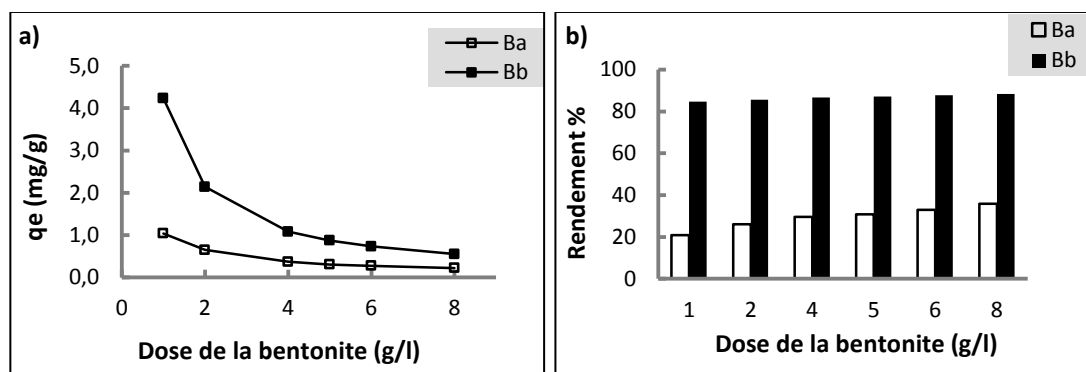 a)
Ba
Bb
5,0
4,0
3,0
2,0
1,0
0,0
qe (mg/g)
0 2 4 6 8
Dose de la bentonite (g/l)
b)
Ba
Bb
100
80
60
40
20
0
Rendement %
1 2 4 5 6 8
Dose de la bentonite (g/l)